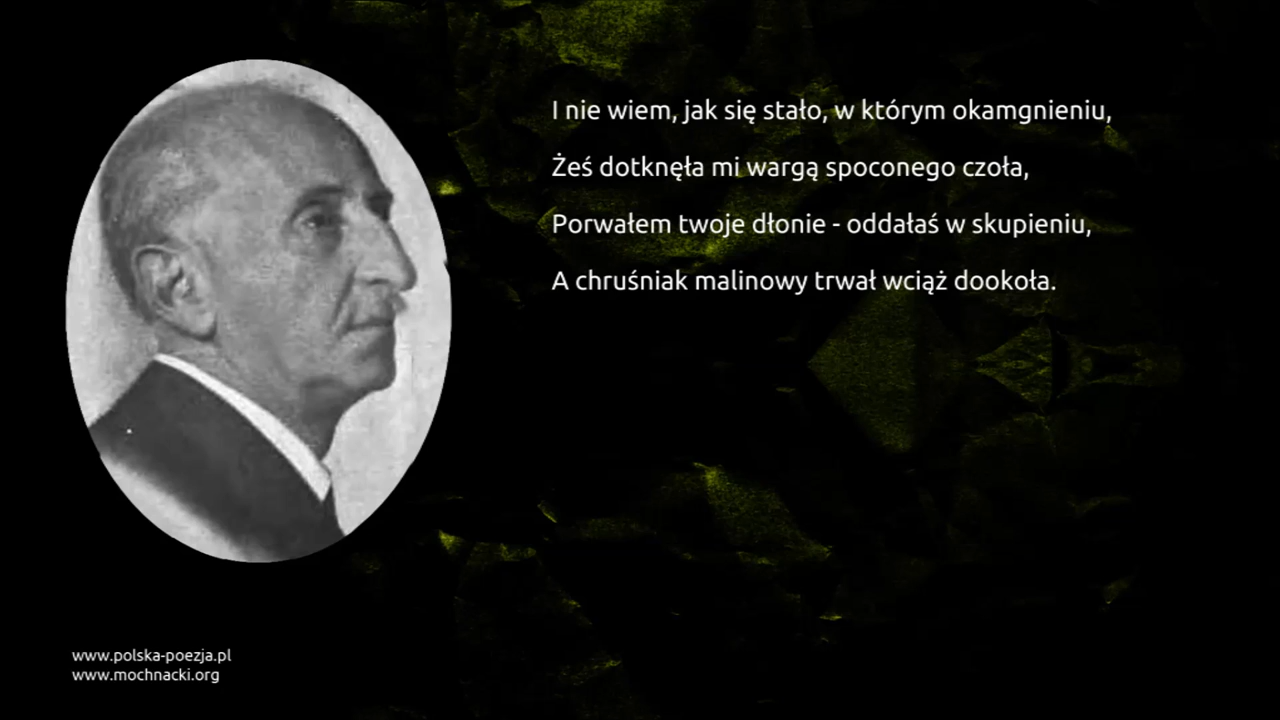 I nie wiem, jak się stało, w którym okamgnieniu,
Żeś dotknęła mi wargą spoconego czoła,
Porwałem twoje dłonie - oddałaś w skupieniu,
A chruśniak malinowy trwał wciąż dookoła.
www.polska-poezja.pl
www.mochnacki.org